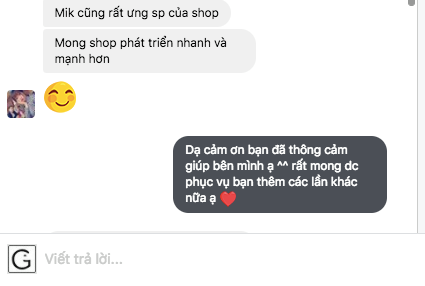 Mik cũng rất ưng sp của shop
Mong shop phát triển nhanh và
mạnh hơn
Dạ cảm ơn bạn đã thông cảm
giúp bên mình ạ ^^ rất mong dc
phục vụ bạn thêm các lần khác
nữa ạ ❤️
G
Viết trả lời...